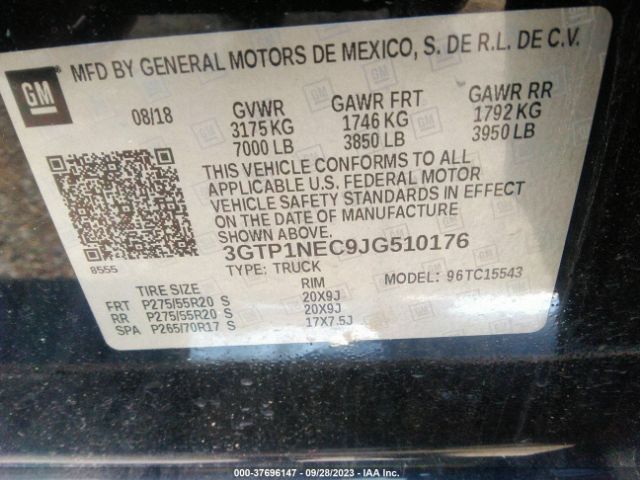 GM
MFD BY GENERAL MOTORS DE MEXICO, S. DE R.L. DE C.V.
08/18 GVWR GAWR FRT GAWR RR
3175 KG 1746 KG 1792 KG
7000 LB 3850 LB 3950 LB
THIS VEHICLE CONFORMS TO ALL
APPLICABLE U.S. FEDERAL MOTOR
VEHICLE SAFETY STANDARDS IN EFFECT
ON THE DATE OF MANUFACTURE
SHOWN ABOVE.
8555
3GTP1NEC9JG510176
TYPE: TRUCK MODEL: 96TC15543
TIRE SIZE RIM
FRT P275/55R20 S 20X9J
RR P275/55R20 S 20X9J
SPA P265/70R17 S 17X7.5J
000-37696147 - 09/28/2023 - IAA Inc.